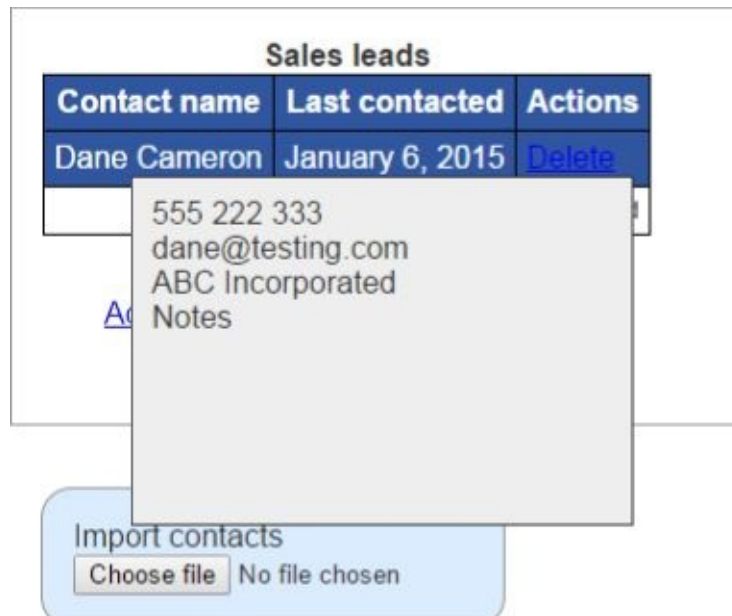 Sales leads
Contact name Last contacted Actions
Dane Cameron January 6, 2015 Delete
555 222 333
dane@testing.com
ABC Incorporated
Notes
Import contacts
Choose file No file chosen